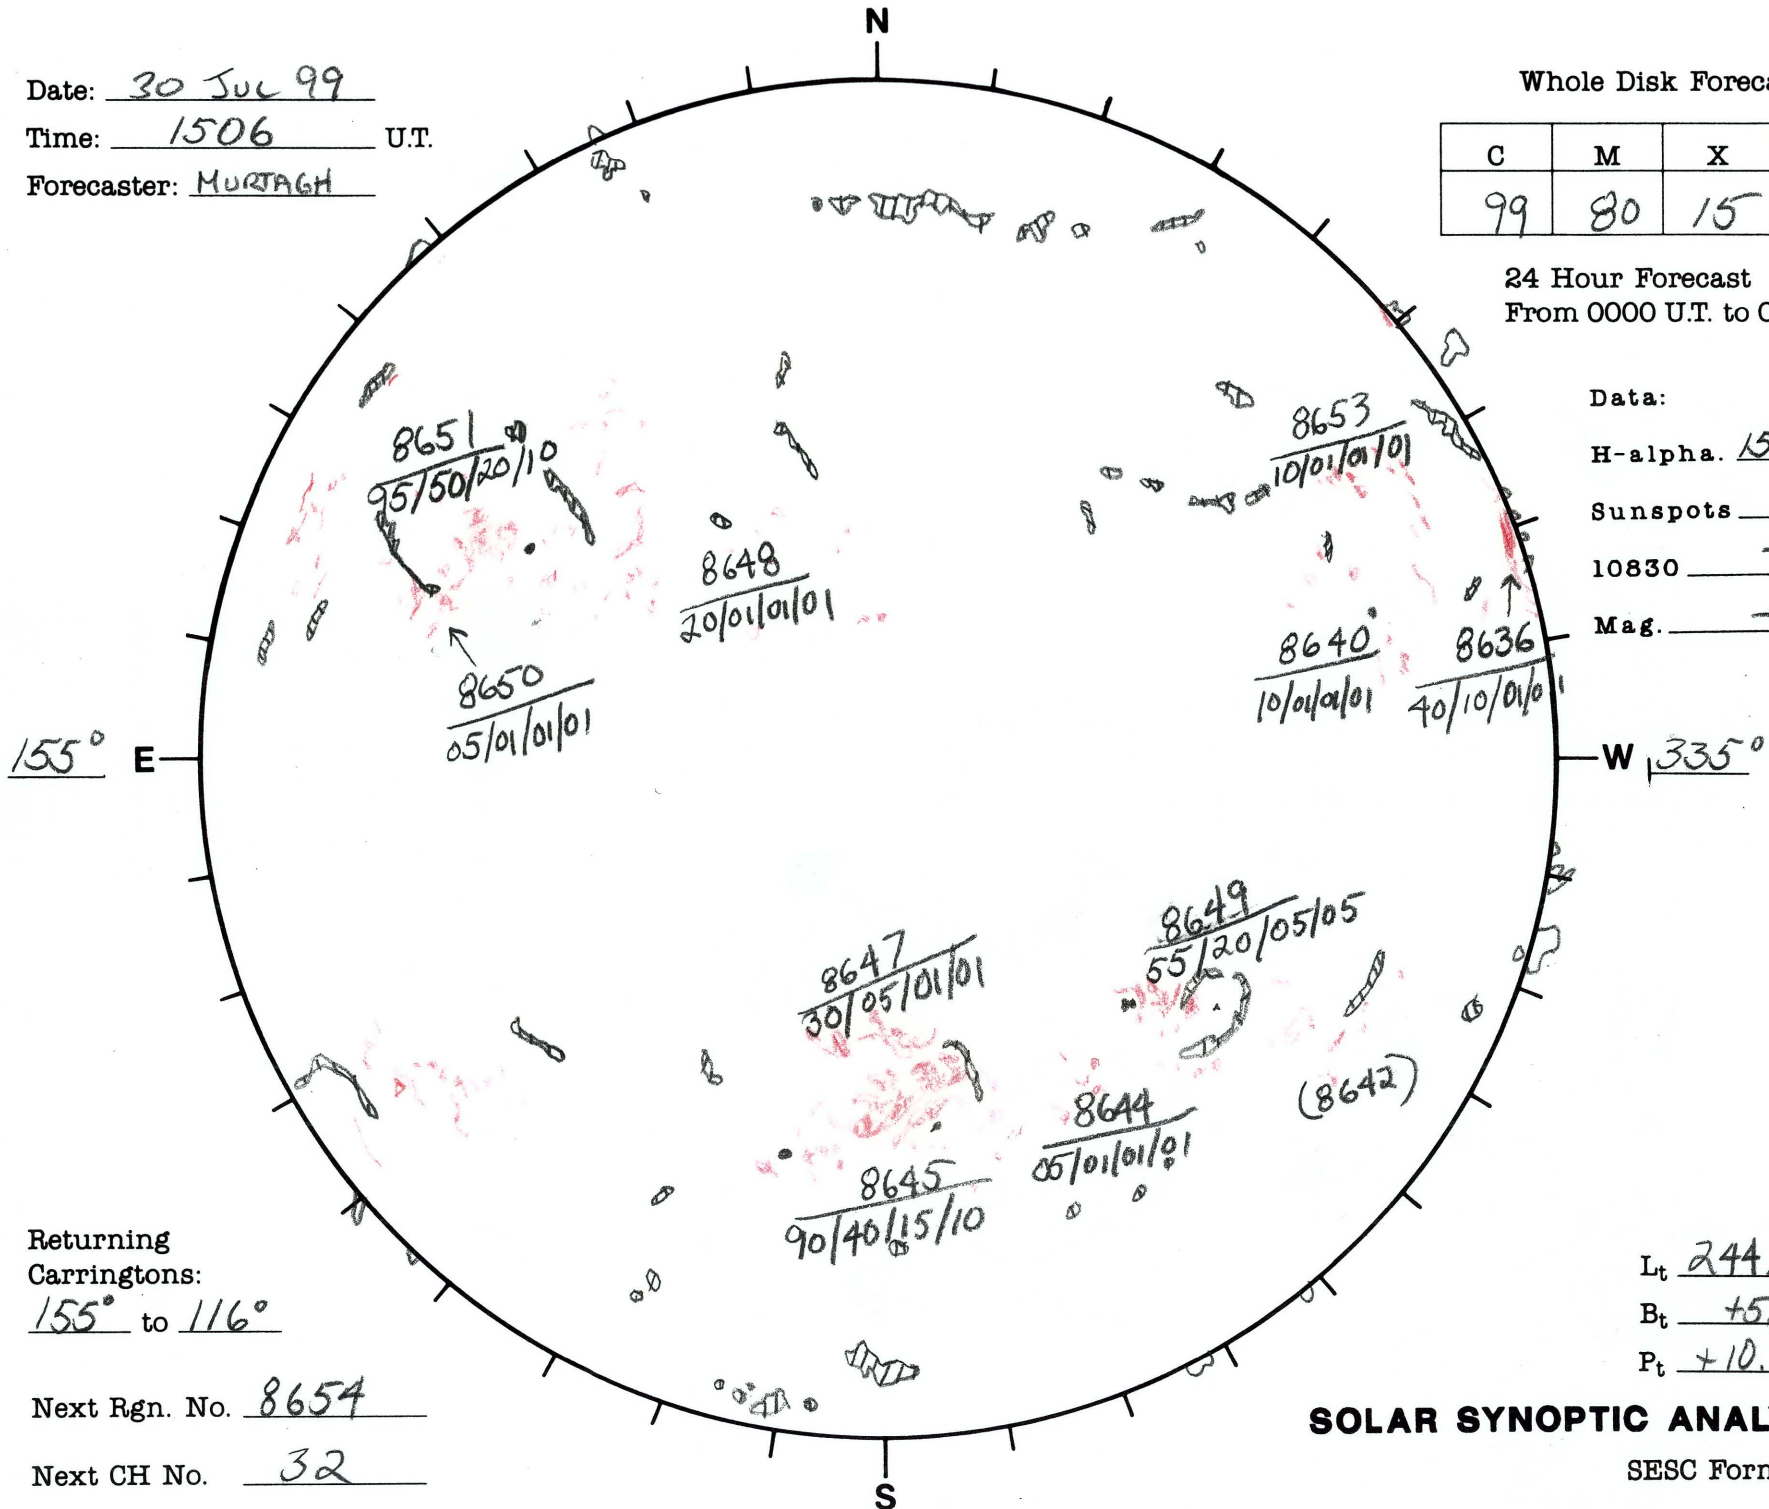 N
Date: 30 JUL 99
Time: 1506 U.T.
Forecaster: MURTAGH
Whole Disk Foreca
C M X
99 80 15
24 Hour Forecast
From 0000 U.T. to 0
Data:
H-alpha. 15
Sunspots
10830
Mag.
8651
95/50/20/10
8653
10/01/01/01
8648
20/01/01/01
8650
05/01/01/01
8640
10/01/01/01
8636
40/10/01/01
155° E
W 335°
8649
55/20/05/05
8647
30/05/01/01
(8642)
8644
05/01/01/01
8645
90/40/15/10
Returning
Carringtons:
155° to 116°
Next Rgn. No. 8654
Next CH No. 32
Lt 244.
Bt +5.
Pt +10.
SOLAR SYNOPTIC ANAL
SESC Form
S